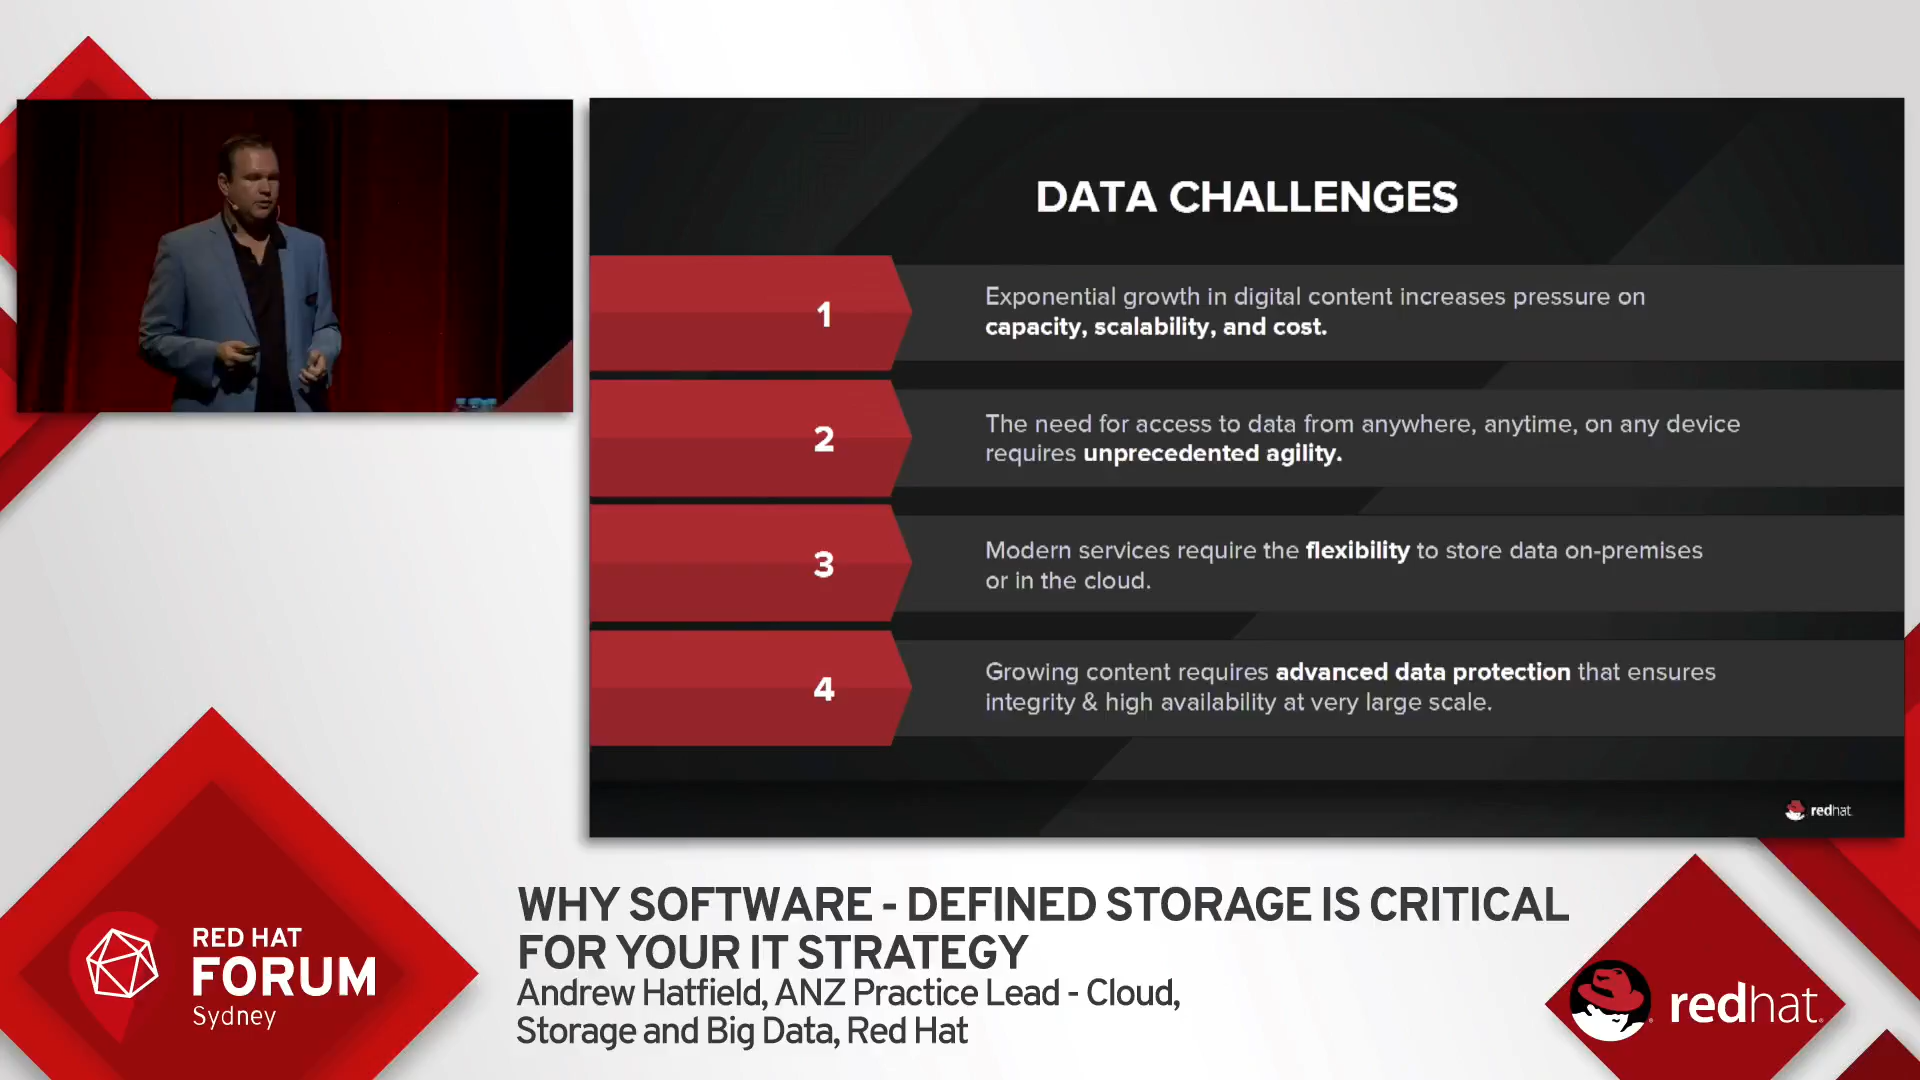 DATA CHALLENGES
1
Exponential growth in digital content increases pressure on
capacity, scalability, and cost.
2
The need for access to data from anywhere, anytime, on any device
requires unprecedented agility.
3
Modern services require the flexibility to store data on-premises
or in the cloud.
4
Growing content requires advanced data protection that ensures
integrity & high availability at very large scale.
redhat.
WHY SOFTWARE - DEFINED STORAGE IS CRITICAL
FOR YOUR IT STRATEGY
Andrew Hatfield, ANZ Practice Lead - Cloud,
Storage and Big Data, Red Hat
RED HAT
FORUM
Sydney
redhat.